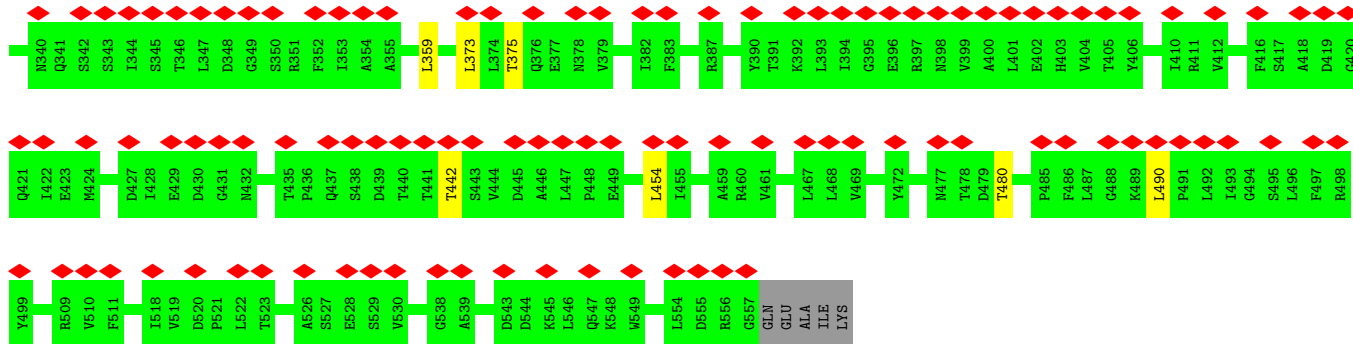 N340 Q341 S342 S343 I344 S345 T346 L347 D348 G349 S350 R351 F352 I353 A354 A355 L359 L373 L374 T375 Q376 E377 N378 V379 I382 F383 R387 Y390 T391 K392 L393 I394 G395 E396 R397 N398 V399 A400 L401 E402 H403 V404 T405 Y406 I410 R411 V412 F416 S417 A418 D419 G420
Q421 I422 E423 M424 D427 I428 E429 D430 G431 N432 T435 P436 Q437 S438 D439 T440 T441 T442 S443 V444 D445 A446 L447 P448 E449 L454 I455 A459 R460 V461 L467 L468 V469 Y472 N477 T478 D479 T480 P485 F486 L487 G488 K489 L490 P491 L492 I493 G494 S495 L496 F497 R498
Y499 R509 V510 F511 I518 V519 D520 P521 L522 T523 A526 S527 E528 S529 V530 G538 A539 D543 D544 K545 L546 Q547 K548 W549 L554 D555 R556 G557 GLN GLU ALA ILE LYS